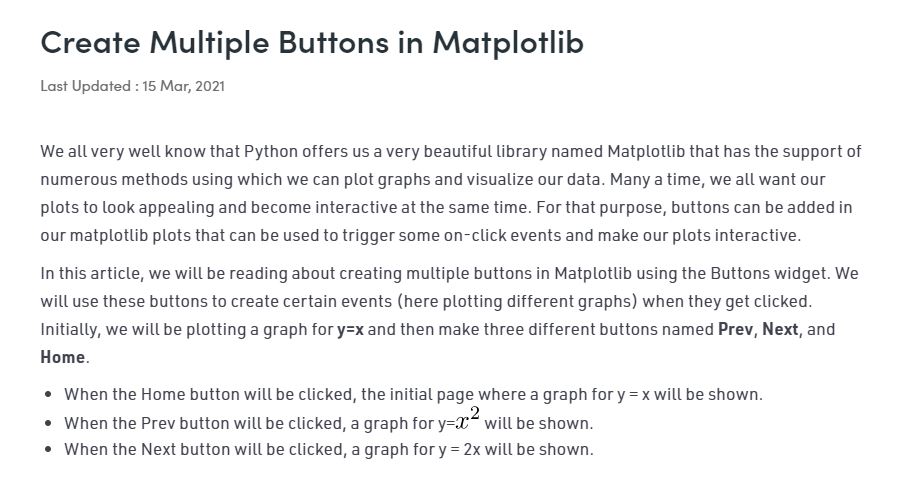 Create Multiple Buttons in Matplotlib
Last Updated : 15 Mar, 2021
We all very well know that Python offers us a very beautiful library named Matplotlib that has the support of
numerous methods using which we can plot graphs and visualize our data. Many a time, we all want our
plots to look appealing and become interactive at the same time. For that purpose, buttons can be added in
our matplotlib plots that can be used to trigger some on-click events and make our plots interactive.
In this article, we will be reading about creating multiple buttons in Matplotlib using the Buttons widget. We
will use these buttons to create certain events (here plotting different graphs) when they get clicked.
Initially, we will be plotting a graph for y=x and then make three different buttons named Prev, Next, and
Home.
• When the Home button will be clicked, the initial page where a graph for y = x will be shown.
• When the Prev button will be clicked, a graph for y=x² will be shown.
• When the Next button will be clicked, a graph for y = 2x will be shown.